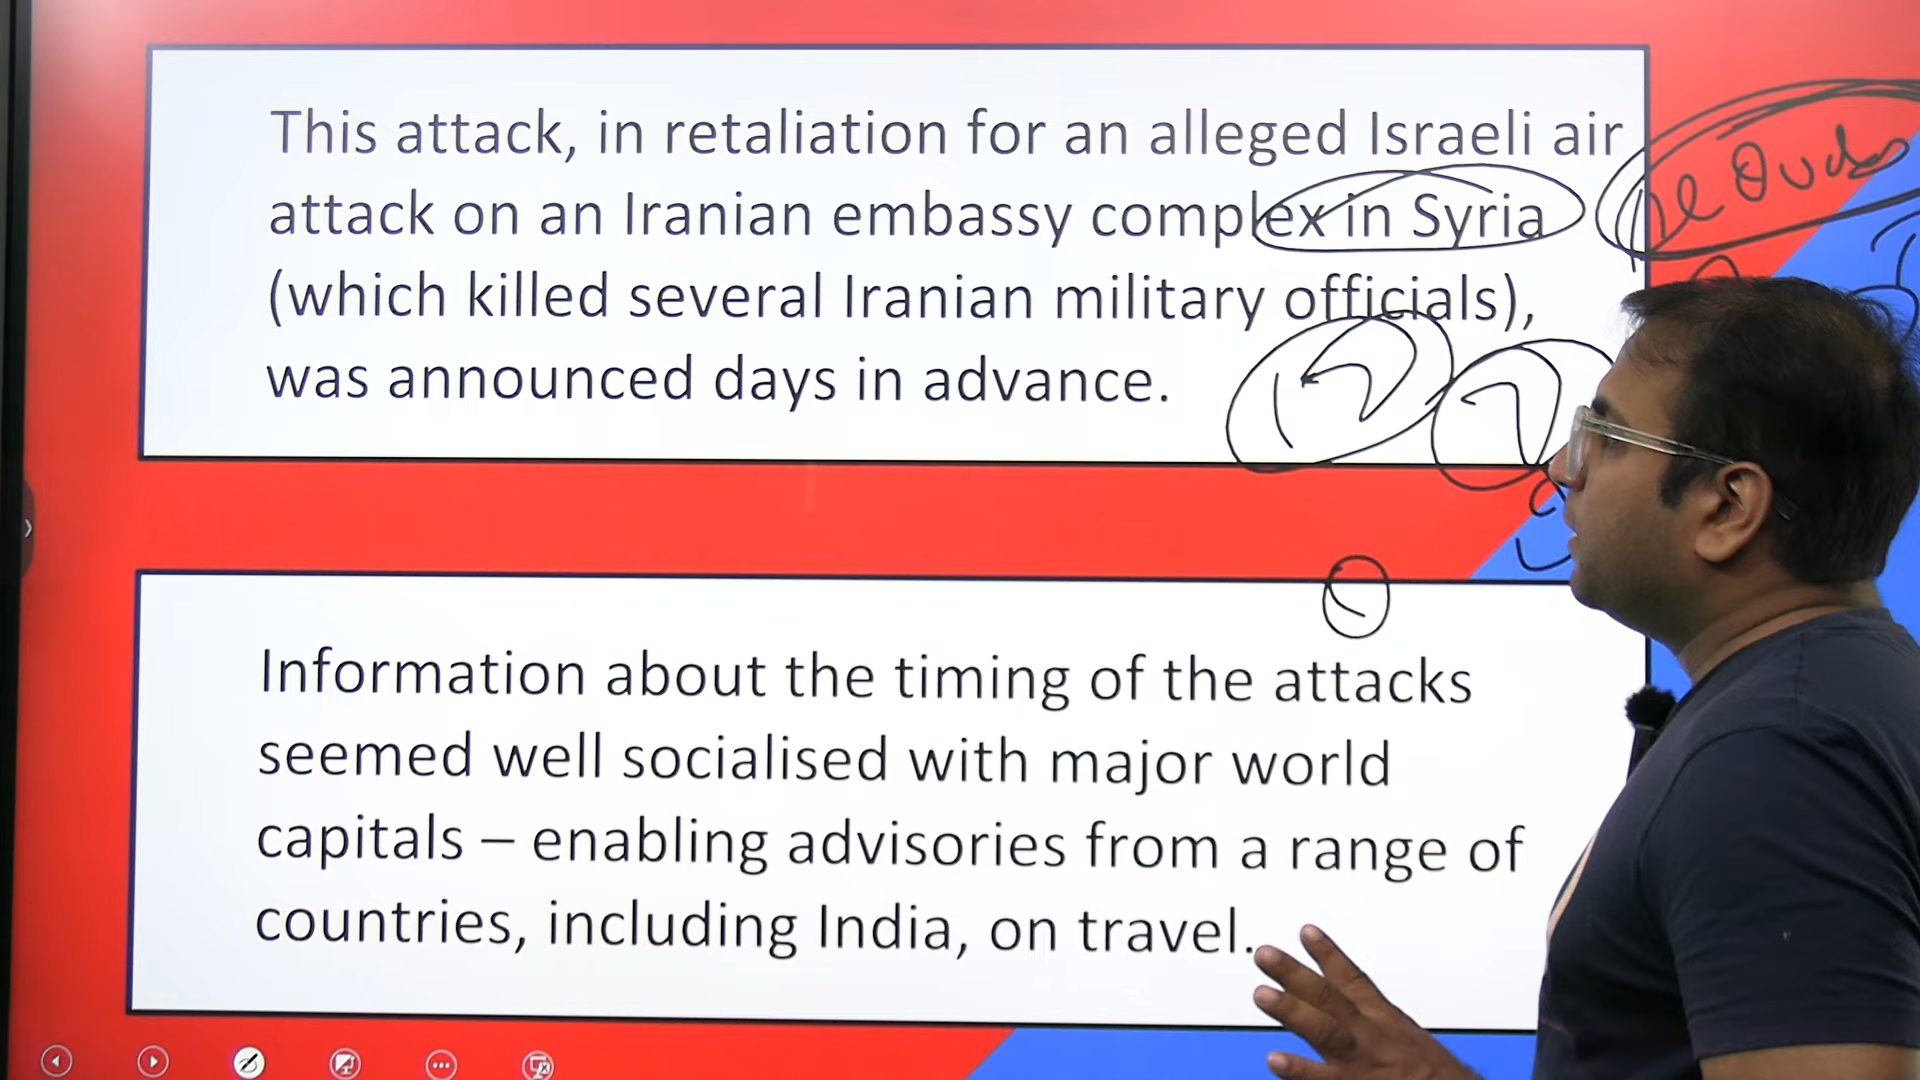 This attack, in retaliation for an alleged Israeli air
attack on an Iranian embassy complex in Syria
(which killed several Iranian military officials),
was announced days in advance.
Information about the timing of the attacks
seemed well socialised with major world
capitals – enabling advisories from a range of
countries, including India, on travel.